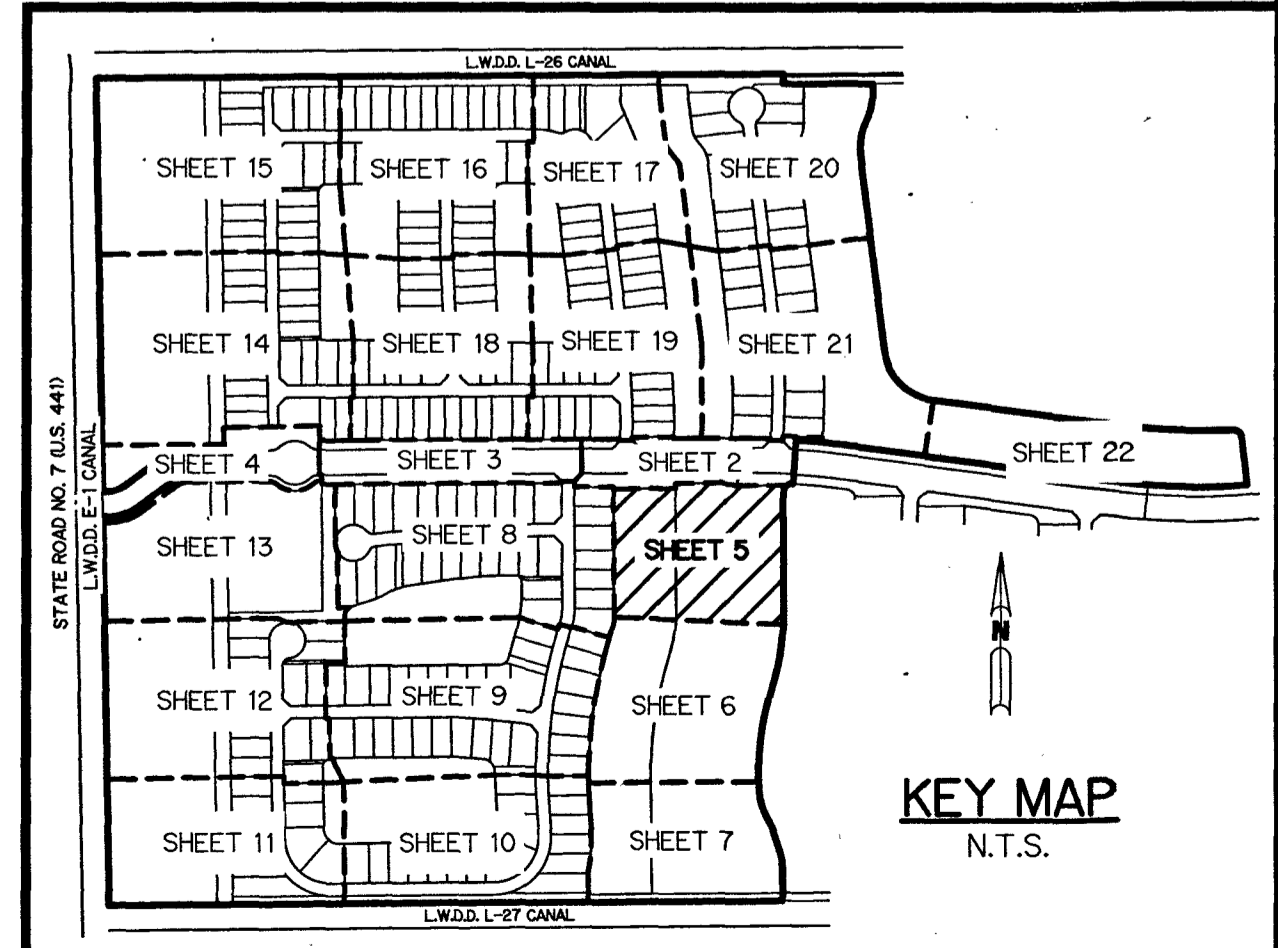 L.W.D.D. L-26 CANAL
SHEET 15
SHEET 16
SHEET 17
SHEET 20
SHEET 14
SHEET 18
SHEET 19
SHEET 21
STATE ROAD NO. 7 (U.S. 441)
L.W.D.D. E-1 CANAL
SHEET 4
SHEET 3
SHEET 2
SHEET 22
SHEET 13
SHEET 8
SHEET 5
N
SHEET 12
SHEET 9
SHEET 6
KEY MAP
N.T.S.
SHEET 11
SHEET 10
SHEET 7
L.W.D.D. L-27 CANAL